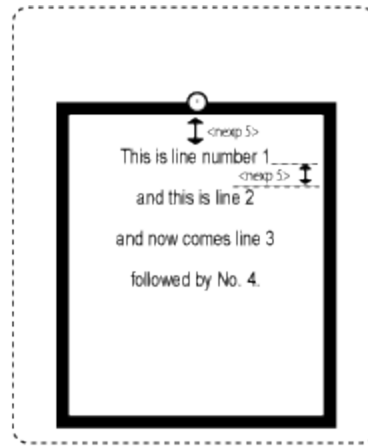 <nexp 5>
This is line number 1
<nexp 5>
and this is line 2
and now comes line 3
followed by No. 4.